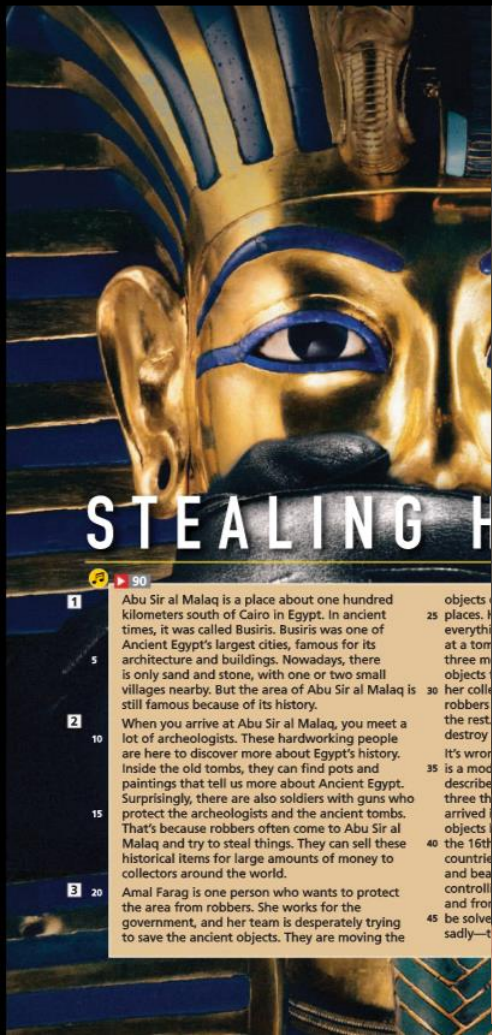 STEALING H
90
1 Abu Sir al Malaq is a place about one hundred
kilometers south of Cairo in Egypt. In ancient
times, it was called Busiris. Busiris was one of
Ancient Egypt's largest cities, famous for its
5 architecture and buildings. Nowadays, there
is only sand and stone, with one or two small
villages nearby. But the area of Abu Sir al Malaq is
still famous because of its history.
2 When you arrive at Abu Sir al Malaq, you meet a
10 lot of archeologists. These hardworking people
are here to discover more about Egypt's history.
Inside the old tombs, they can find pots and
paintings that tell us more about Ancient Egypt.
Surprisingly, there are also soldiers with guns who
15 protect the archeologists and the ancient tombs.
That's because robbers often come to Abu Sir al
Malaq and try to steal things. They can sell these
historical items for large amounts of money to
collectors around the world.
3 20 Amal Farag is one person who wants to protect
the area from robbers. She works for the
government, and her team is desperately trying
to save the ancient objects. They are moving the
objects
25 places.
everythi
at a tom
three m
objects
30 her colle
robbers
the rest.
destroy
It's wron
35 is a mod
describe
three th
arrived i
objects
40 the 16th
countrie
and bea
controlli
and fron
45 be solve
sadly—t